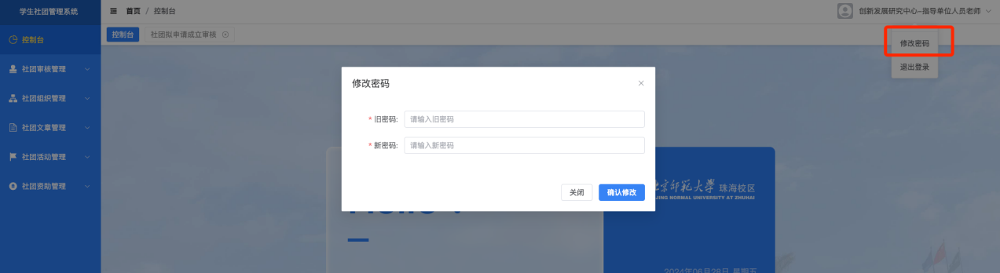 学生社团管理系统
首页 / 控制台
创新发展研究中心-指导单位人员老师
控制台
社团审核管理
社团组织管理
社团文章管理
社团活动管理
社团资助管理
控制台
社团拟申请成立审核
修改密码
退出登录
修改密码
* 旧密码: 请输入旧密码
* 新密码: 请输入新密码
关闭
确认修改
京师范大学 珠海校区
JING NORMAL UNIVERSITY AT ZHUHAI
2024年06月28日 星期五